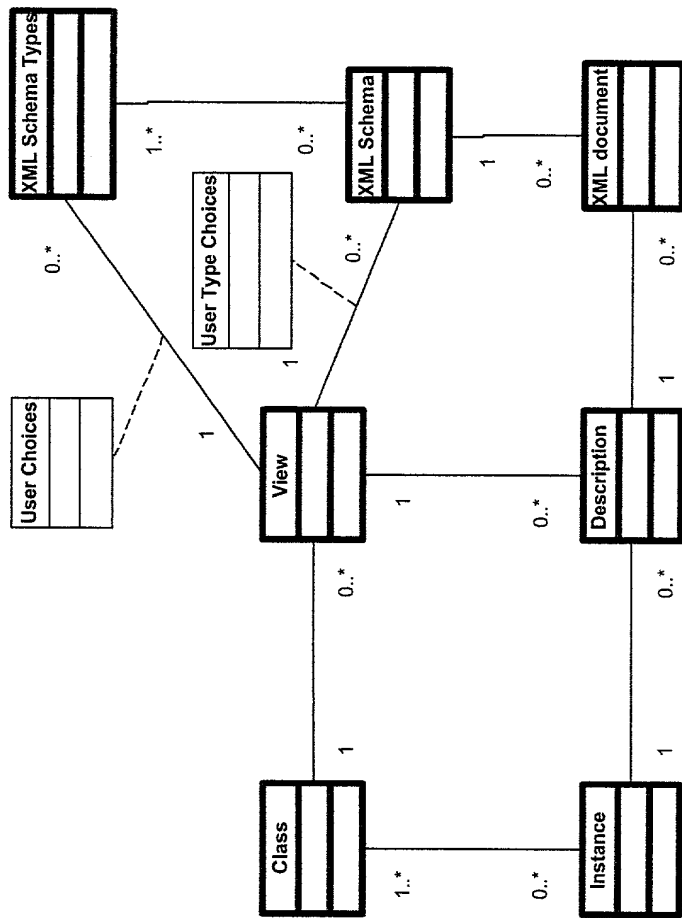 User Choices
XML Schema Types
0..*
1..*
1
User Type Choices
Class
View
1
0..*
1
0..*
0..*
XML Schema
1..*
1
1
0..*
0..*
0..*
Instance
Description
XML document
1
0..*
1
0..*